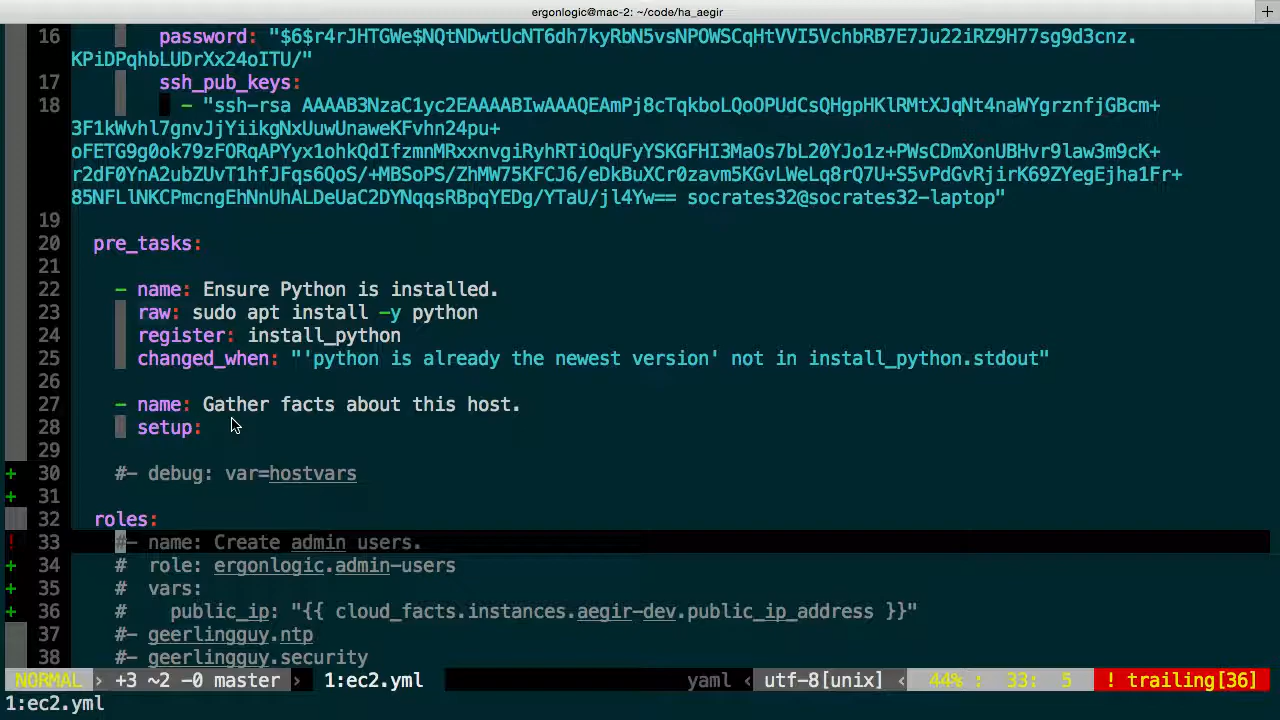 ergonlogic@mac-2: ~/code/ha_aegir
16 password: "$6$r4rJHTGWe$NQtNDwtUcNT6dh7kyRbN5vsNPOWSCqHtVVI5VchbRB7E7Ju22iRZ9H77sg9d3cnz.
KPiDPqhbLUDrXx24oITU/"
17 ssh_pub_keys:
18 - "ssh-rsa AAAAB3NzaC1yc2EAAAABIwAAAQEAmPj8cTqkboLQoOPUdCsQHgpHKlRMtXJqNt4naWYgrznfjGBcm+
3F1kWvhl7gnvJjYiikgNxUuwUnaweKFvhn24pu+
oFETG9g0ok79zFORqAPYyx1ohkQdIfzmnMRxxnvgiRyhRTiOqUFyYSKGFHI3MaOs7bL20YJo1z+PWsCDmXonUBHvr9law3m9cK+
r2dF0YnA2ubZUvT1hfJFqs6QoS/+MBSoPS/ZhMW75KFCJ6/eDkBuXCr0zavm5KGvLWeLq8rQ7U+S5vPdGvRjirK69ZYegEjha1Fr+
85NFLlNKCPmcngEhNnUhALDeUaC2DYNqqsRBpqYEDg/YTaU/jl4Yw== socrates32@socrates32-laptop"
19
20 pre_tasks:
21
22 - name: Ensure Python is installed.
23 raw: sudo apt install -y python
24 register: install_python
25 changed_when: "'python is already the newest version' not in install_python.stdout"
26
27 - name: Gather facts about this host.
28 setup:
29
+ 30 #- debug: var=hostvars
+ 31
32 roles:
! 33 #- name: Create admin users.
+ 34 #  role: ergonlogic.admin-users
+ 35 #  vars:
+ 36 #    public_ip: "{{ cloud_facts.instances.aegir-dev.public_ip_address }}"
37 #- geerlingguy.ntp
38 #- geerlingguy.security
NORMAL › +3 ~2 -0 master › 1:ec2.yml yaml ‹ utf-8[unix] ‹ 44% : 33: 5 ! trailing[36]
1:ec2.yml